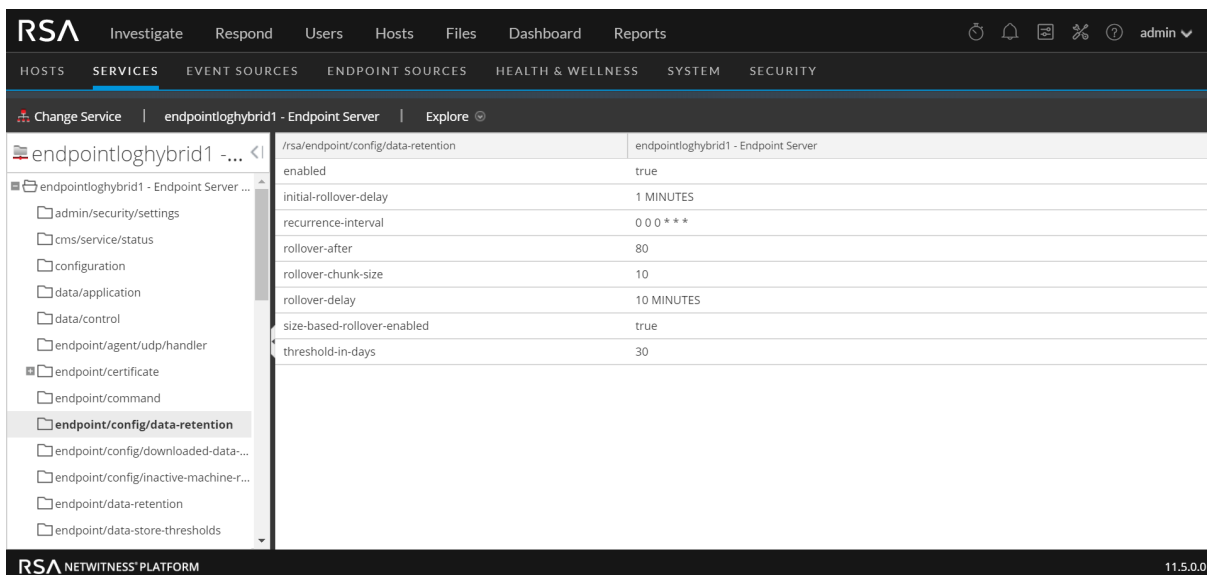 RSA Investigate Respond Users Hosts Files Dashboard Reports admin
HOSTS SERVICES EVENT SOURCES ENDPOINT SOURCES HEALTH & WELLNESS SYSTEM SECURITY
Change Service | endpointloghybrid1 - Endpoint Server | Explore
endpointloghybrid1 -...
endpointloghybrid1 - Endpoint Server ...
admin/security/settings
cms/service/status
configuration
data/application
data/control
endpoint/agent/udp/handler
endpoint/certificate
endpoint/command
endpoint/config/data-retention
endpoint/config/downloaded-data-...
endpoint/config/inactive-machine-r...
endpoint/data-retention
endpoint/data-store-thresholds
/rsa/endpoint/config/data-retention endpointloghybrid1 - Endpoint Server
enabled true
initial-rollover-delay 1 MINUTES
recurrence-interval 0 0 0 * * *
rollover-after 80
rollover-chunk-size 10
rollover-delay 10 MINUTES
size-based-rollover-enabled true
threshold-in-days 30
RSA NETWITNESS® PLATFORM 11.5.0.0